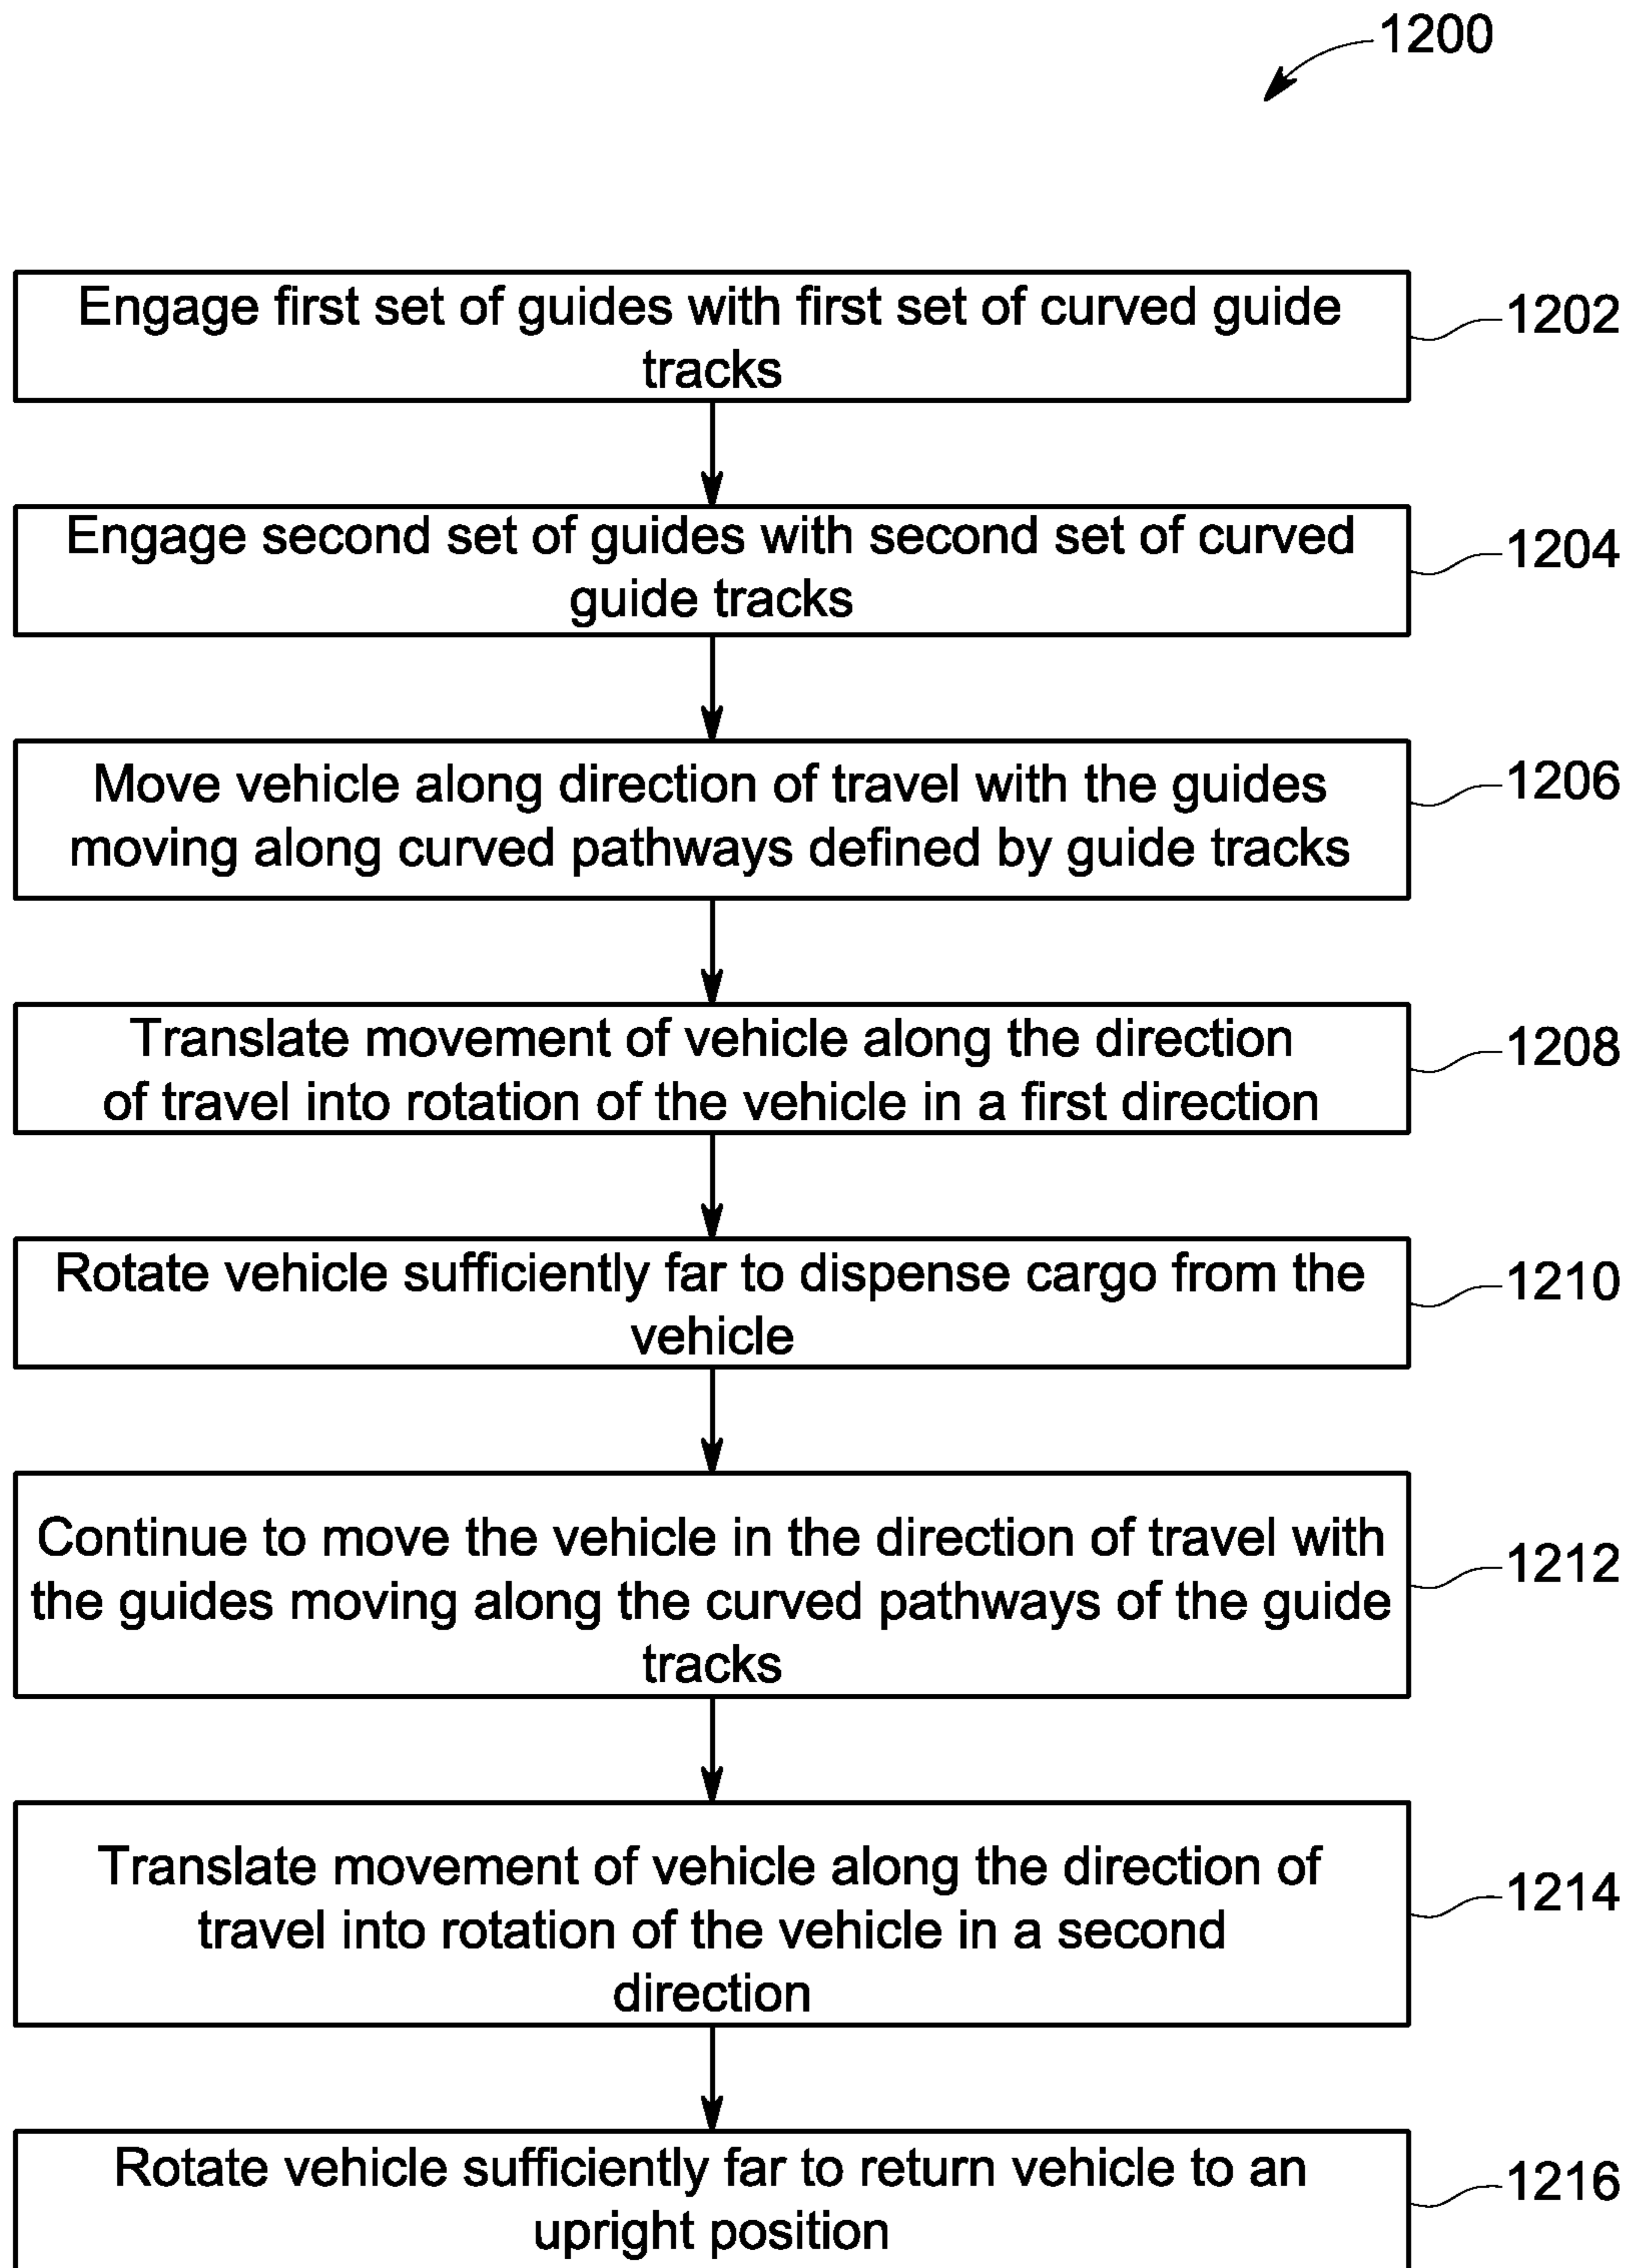 1200
Engage first set of guides with first set of curved guide
tracks
1202
Engage second set of guides with second set of curved
guide tracks
1204
Move vehicle along direction of travel with the guides
moving along curved pathways defined by guide tracks
1206
Translate movement of vehicle along the direction
of travel into rotation of the vehicle in a first direction
1208
Rotate vehicle sufficiently far to dispense cargo from the
vehicle
1210
Continue to move the vehicle in the direction of travel with
the guides moving along the curved pathways of the guide
tracks
1212
Translate movement of vehicle along the direction of
travel into rotation of the vehicle in a second
direction
1214
Rotate vehicle sufficiently far to return vehicle to an
upright position
1216